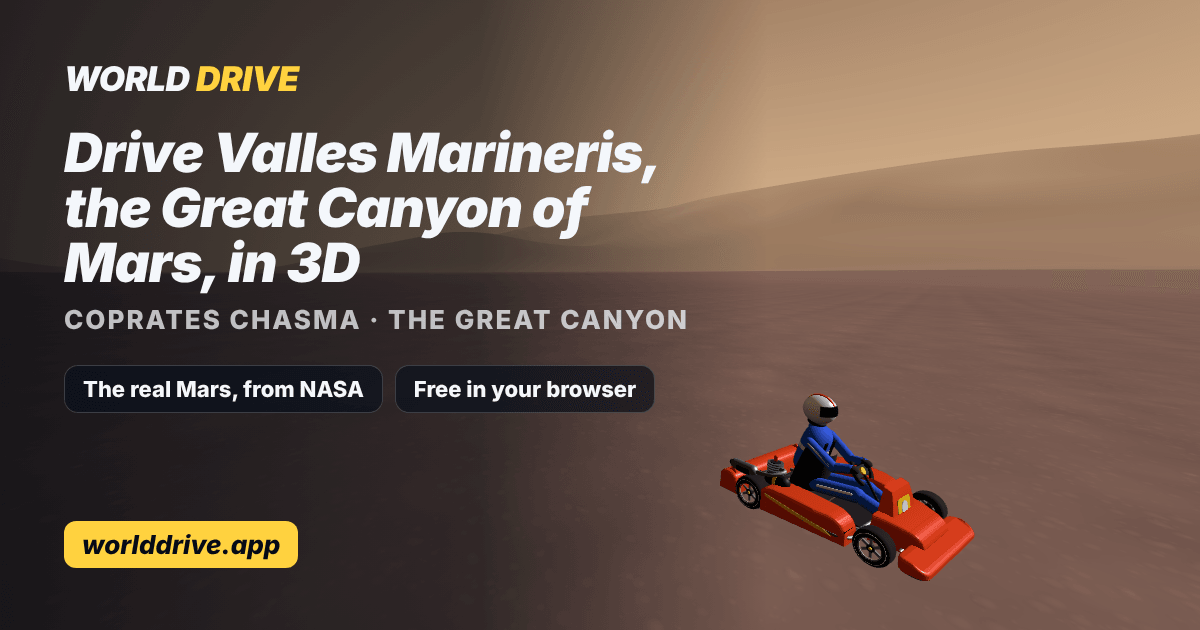 WORLD DRIVE
Drive Valles Marineris,
the Great Canyon of
Mars, in 3D
COPRATES CHASMA · THE GREAT CANYON
The real Mars, from NASA
Free in your browser
worlddrive.app